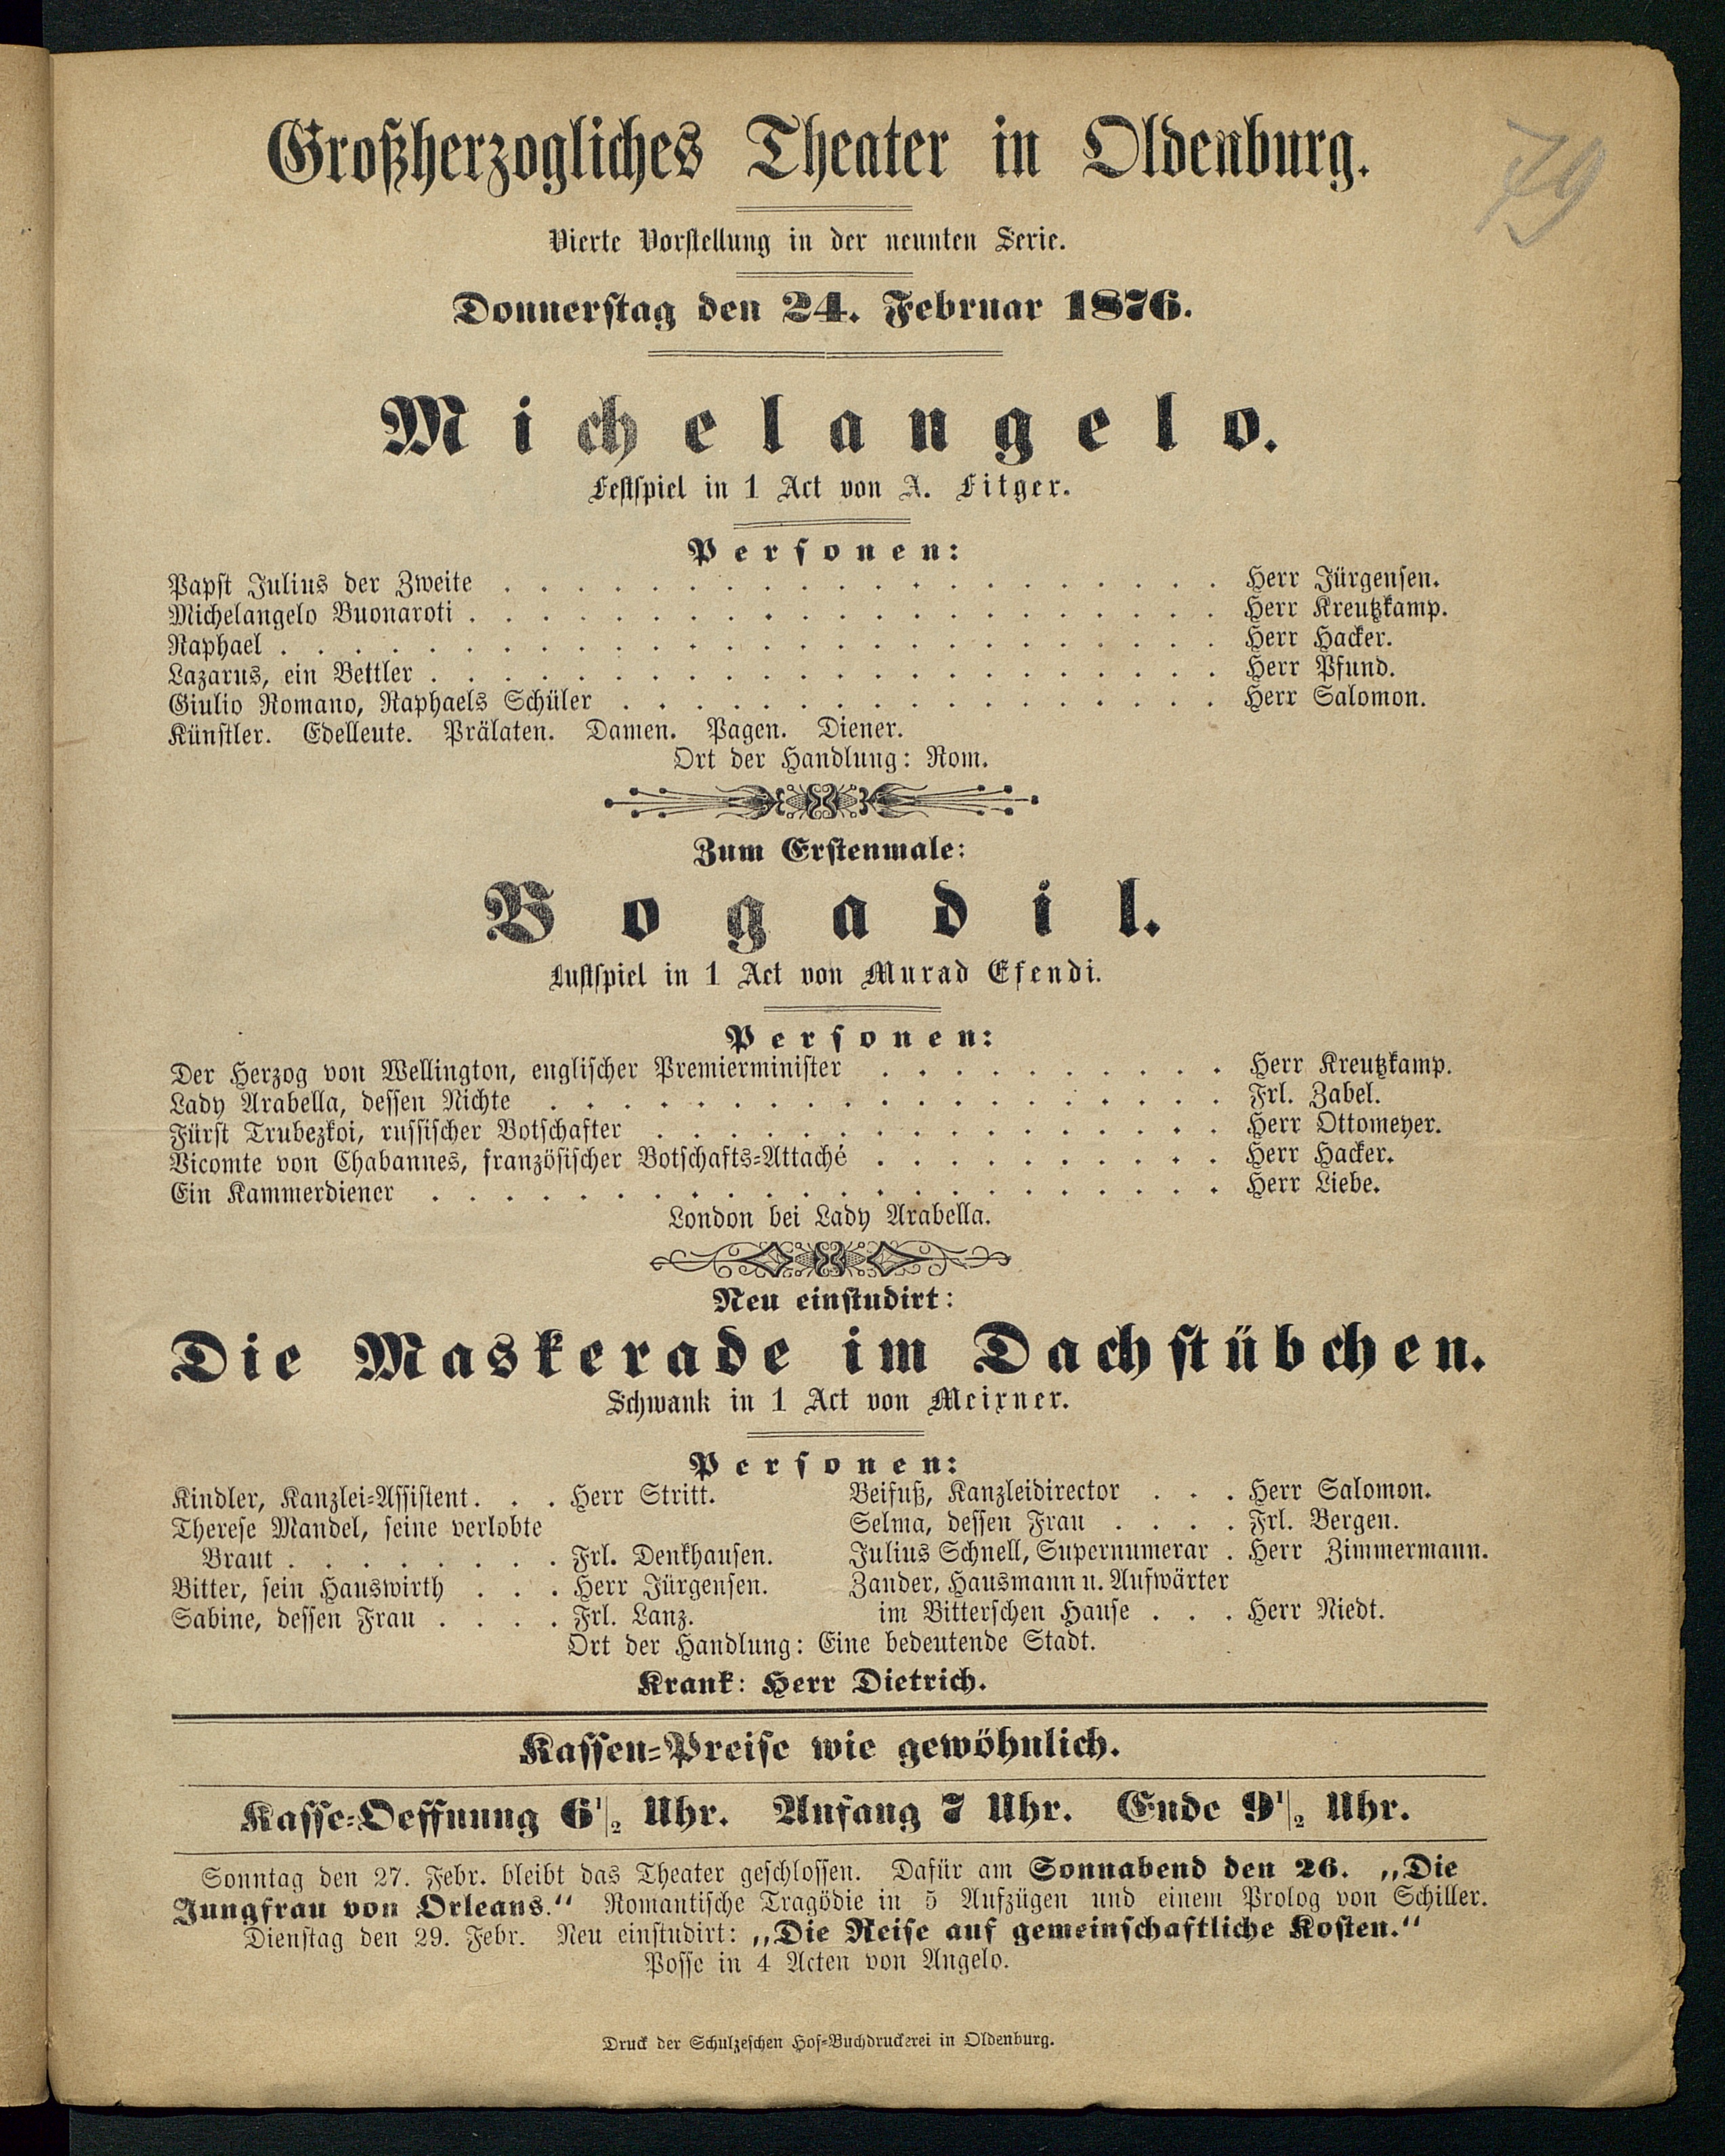 Großherzogliches Theater in Oldenburg.
79
Vierte Vorstellung in der neunten Serie.
Donnerstag den 24. Februar 1876.
Michelangelo.
Festspiel in 1 Act von A. Fitger.
Personen:
Papst Julius der Zweite . . . . . . . . . . . . . . . . . . . . Herr Jürgensen.
Michelangelo Buonaroti . . . . . . . . . . . . . . . . . . . . . Herr Kreutzkamp.
Raphael . . . . . . . . . . . . . . . . . . . . . . . . . . Herr Hacker.
Lazarus, ein Bettler . . . . . . . . . . . . . . . . . . . . . . Herr Pfund.
Giulio Romano, Raphaels Schüler . . . . . . . . . . . . . . . . . Herr Salomon.
Künstler. Edelleute. Prälaten. Damen. Pagen. Diener.
Ort der Handlung: Rom.
Zum Erstenmale:
Bogadil.
Lustspiel in 1 Act von Murad Efendi.
Personen:
Der Herzog von Wellington, englischer Premierminister . . . . . . . . . . Herr Kreutzkamp.
Lady Arabella, dessen Nichte . . . . . . . . . . . . . . . . . . . Frl. Zabel.
Fürst Trubezkoi, russischer Botschafter . . . . . . . . . . . . . . . . Herr Ottomeyer.
Vicomte von Chabannes, französischer Botschafts-Attaché . . . . . . . . . . Herr Hacker.
Ein Kammerdiener . . . . . . . . . . . . . . . . . . . . . . Herr Liebe.
London bei Lady Arabella.
Neu einstudirt:
Die Maskerade im Dachstübchen.
Schwank in 1 Act von Meixner.
Personen:
Kindler, Kanzlei-Assistent. . . Herr Stritt.
Therese Mandel, seine verlobte
Braut . . . . . . . . Frl. Denkhausen.
Bitter, sein Hauswirth . . . Herr Jürgensen.
Sabine, dessen Frau . . . . Frl. Lanz.
Beifuß, Kanzleidirector . . . Herr Salomon.
Selma, dessen Frau . . . . Frl. Bergen.
Julius Schnell, Supernumerar . Herr Zimmermann.
Zander, Hausmann u. Aufwärter
im Bitterschen Hause . . . Herr Niedt.
Ort der Handlung: Eine bedeutende Stadt.
Krank: Herr Dietrich.
Kassen-Preise wie gewöhnlich.
Kasse-Oeffnung 6 1/2 Uhr. Anfang 7 Uhr. Ende 9 1/2 Uhr.
Sonntag den 27. Febr. bleibt das Theater geschlossen. Dafür am Sonnabend den 26. „Die
Jungfrau von Orleans.“ Romantische Tragödie in 5 Aufzügen und einem Prolog von Schiller.
Dienstag den 29. Febr. Neu einstudirt: „Die Reise auf gemeinschaftliche Kosten.“
Posse in 4 Acten von Angelo.
Druck der Schulzeschen Hof-Buchdruckerei in Oldenburg.